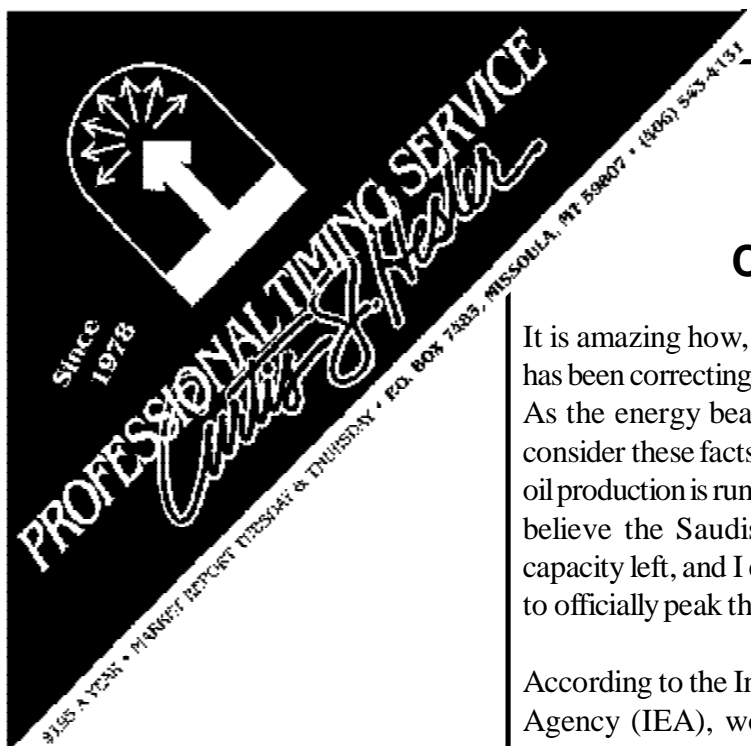 Since
1978
PROFESSIONAL TIMING SERVICE
Curtis J. Hester
$195 A YEAR • MARKET REPORT TUESDAY & THURSDAY • P.O. BOX 7483, MISSOULA, MT 59807 • (406) 543-4131
It is amazing how,
has been correcting
As the energy bea
consider these facts
oil production is run
believe the Saudis
capacity left, and I
to officially peak th
According to the In
Agency (IEA), wo